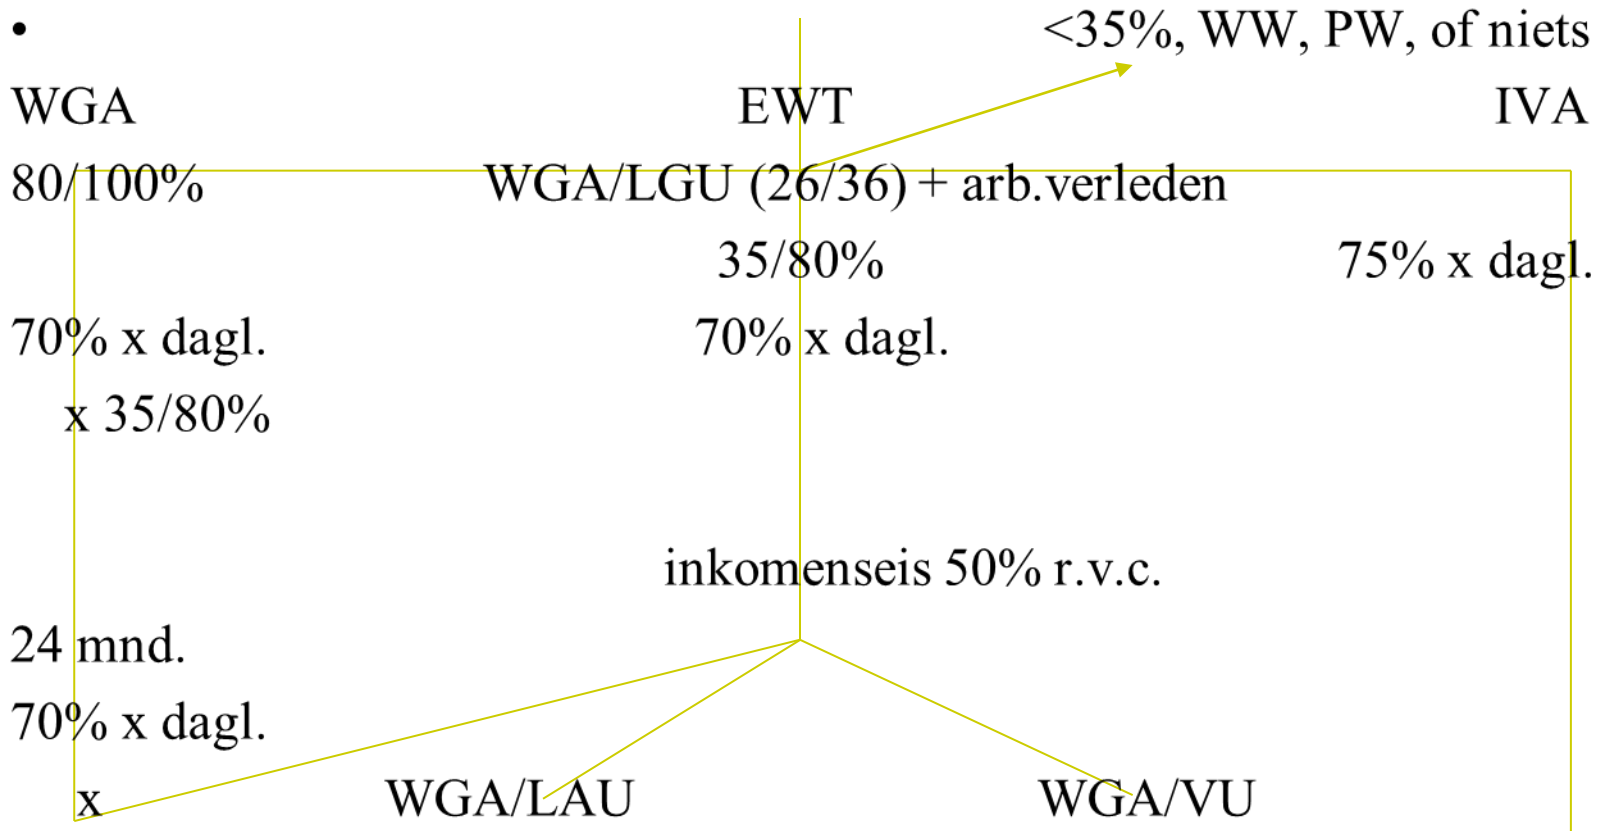 • <35%, WW, PW, of niets
WGA EWT IVA
80/100% WGA/LGU (26/36) + arb.verleden
35/80% 75% x dagl.
70% x dagl. 70% x dagl.
x 35/80%
inkomenseis 50% r.v.c.
24 mnd.
70% x dagl.
x WGA/LAU WGA/VU